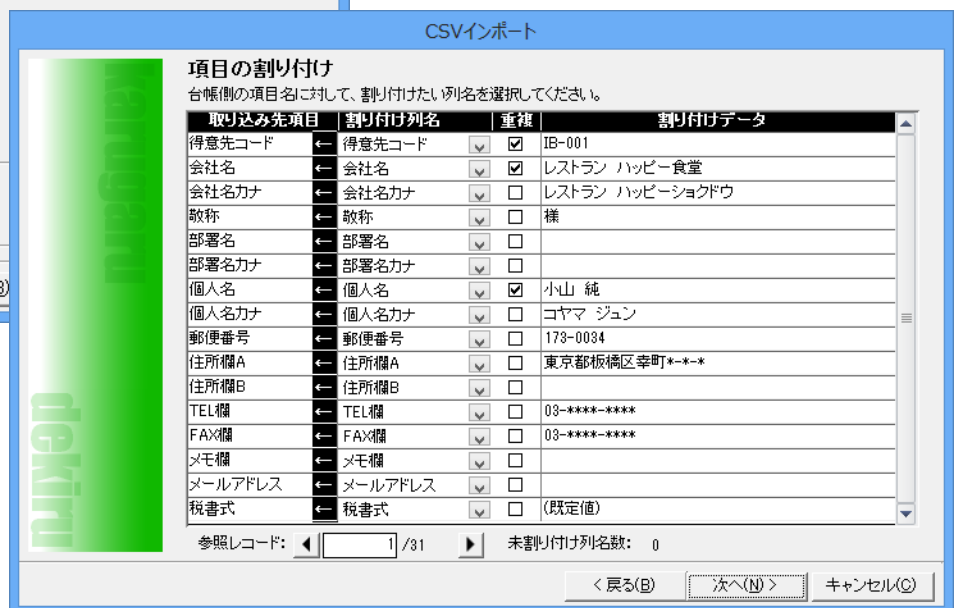 CSVインポート
karugaru
dekiru
項目の割り付け
台帳側の項目名に対して、割り付けたい列名を選択してください。
取り込み先項目 割り付け列名 重複 割り付けデータ
得意先コード ← 得意先コード IB-001
会社名 ← 会社名 レストラン ハッピー食堂
会社名カナ ← 会社名カナ レストラン ハッピーショクドウ
敬称 ← 敬称 様
部署名 ← 部署名
部署名カナ ← 部署名カナ
個人名 ← 個人名 小山 純
個人名カナ ← 個人名カナ コヤマ ジュン
郵便番号 ← 郵便番号 173-0034
住所欄A ← 住所欄A 東京都板橋区幸町*-*-*
住所欄B ← 住所欄B
TEL欄 ← TEL欄 03-****-****
FAX欄 ← FAX欄 03-****-****
メモ欄 ← メモ欄
メールアドレス ← メールアドレス
税書式 ← 税書式 (既定値)
参照レコード: 1 /31 未割り付け列名数: 0
< 戻る(B) 次へ(N) > キャンセル(C)